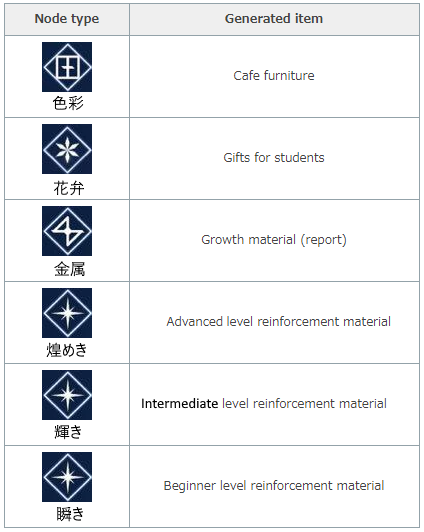 Node type Generated item
色彩 Cafe furniture
花弁 Gifts for students
金属 Growth material (report)
煌めき Advanced level reinforcement material
輝き Intermediate level reinforcement material
瞬き Beginner level reinforcement material